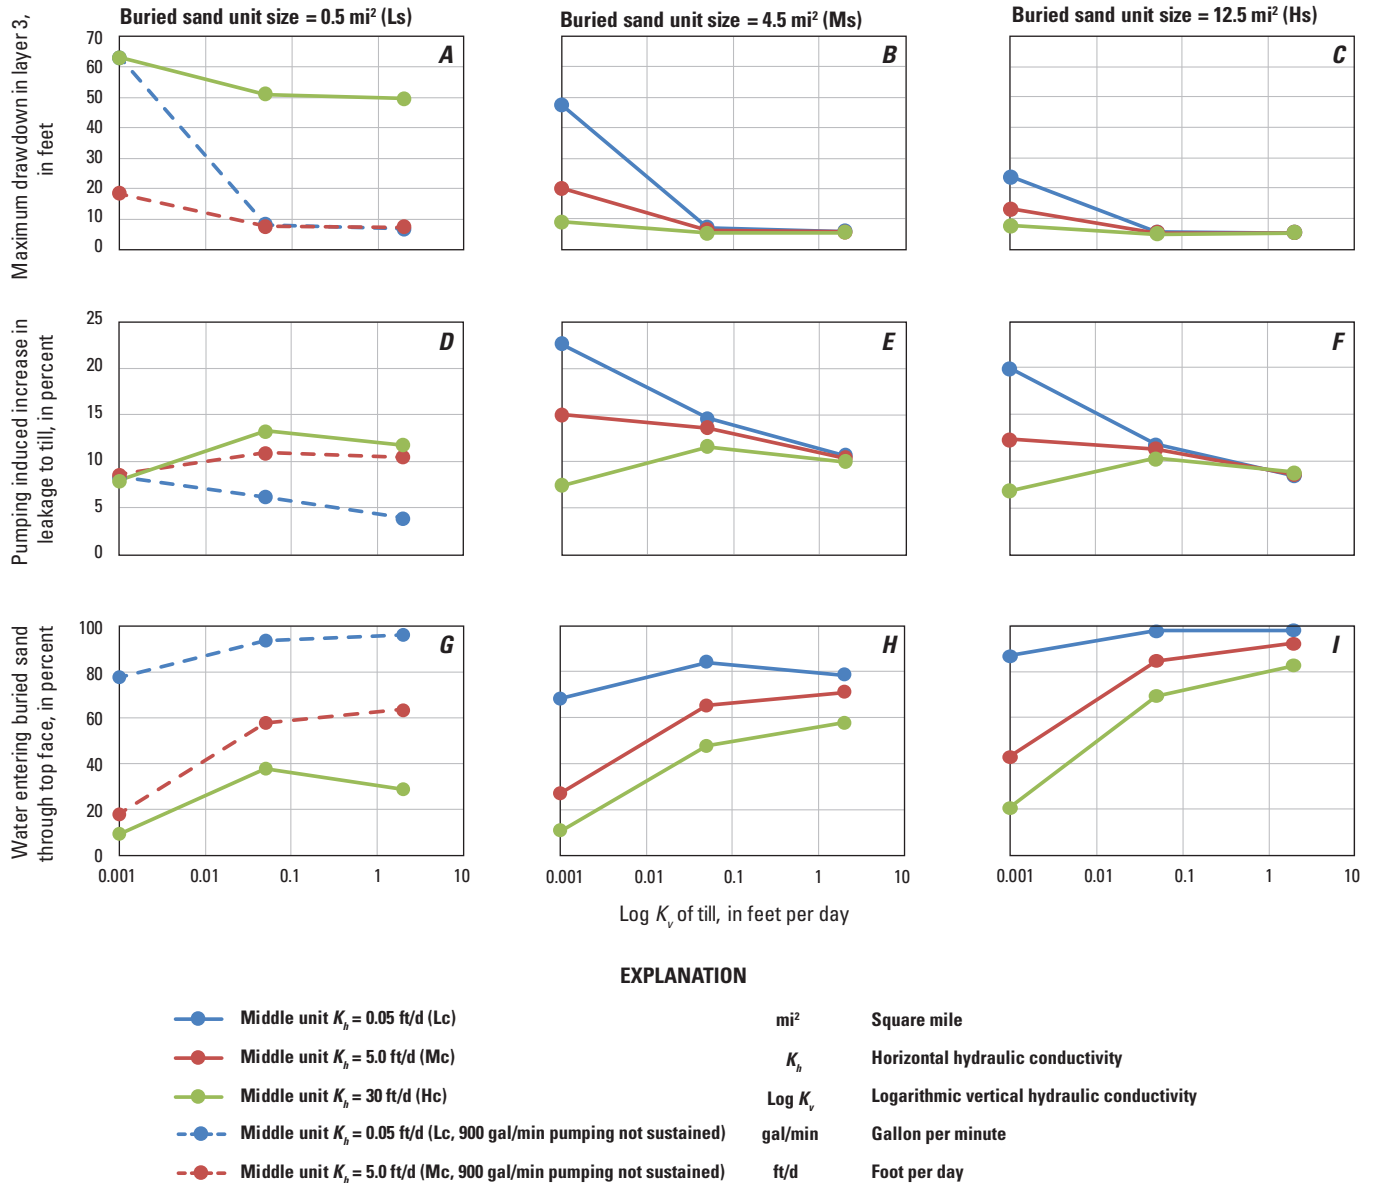 Buried sand unit size = 0.5 mi² (Ls)
Buried sand unit size = 4.5 mi² (Ms)
Buried sand unit size = 12.5 mi² (Hs)
Maximum drawdown in layer 3,
in feet
70
60
50
40
30
20
10
0
A
B
C
Pumping induced increase in
leakage to till, in percent
25
20
15
10
5
0
D
E
F
Water entering buried sand
through top face, in percent
100
80
60
40
20
0
G
H
I
0.001 0.01 0.1 1 10
0.001 0.01 0.1 1 10
0.001 0.01 0.1 1 10
Log Kv of till, in feet per day
EXPLANATION
Middle unit Kh = 0.05 ft/d (Lc)
Middle unit Kh = 5.0 ft/d (Mc)
Middle unit Kh = 30 ft/d (Hc)
Middle unit Kh = 0.05 ft/d (Lc, 900 gal/min pumping not sustained)
Middle unit Kh = 5.0 ft/d (Mc, 900 gal/min pumping not sustained)
mi² Square mile
Kh Horizontal hydraulic conductivity
Log Kv Logarithmic vertical hydraulic conductivity
gal/min Gallon per minute
ft/d Foot per day